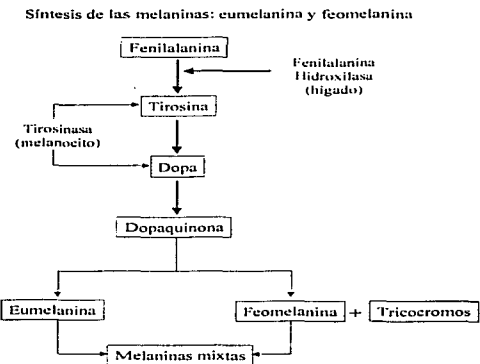 Síntesis de las melaninas: eumelanina y feomelanina
Fenilalanina
Fenilalanina
Hidroxilasa
(hígado)
Tirosina
Tirosinasa
(melanocito)
Dopa
Dopaquinona
Eumelanina
Feomelanina + Tricocromos
Melaninas mixtas